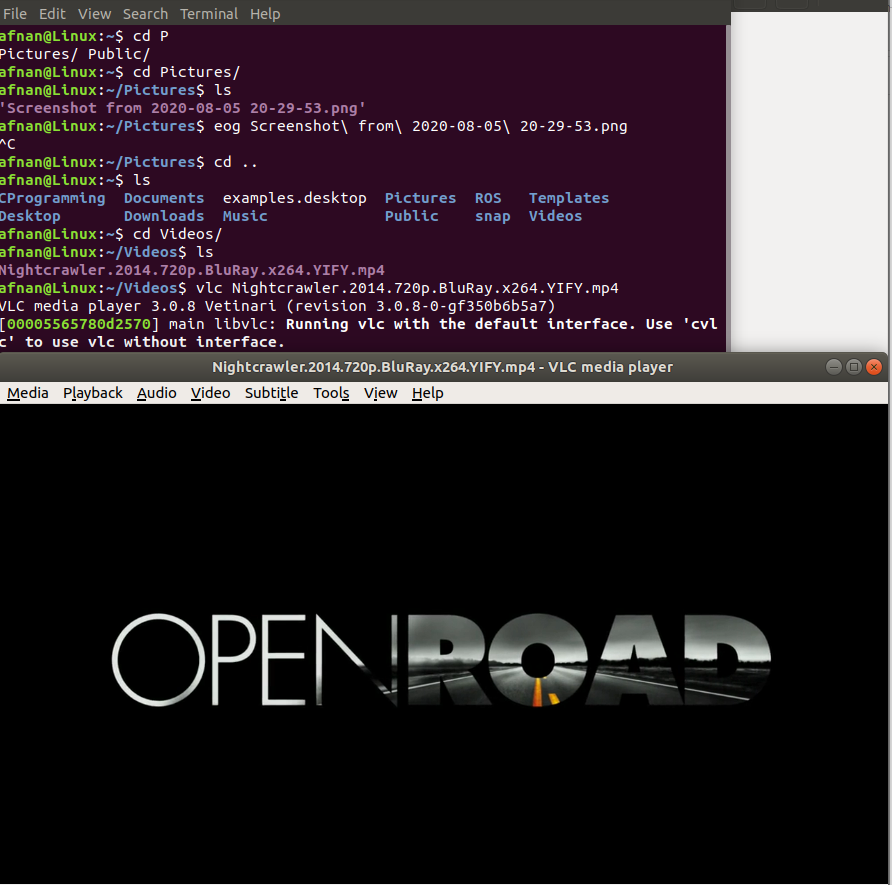 File Edit View Search Terminal Help
afnan@Linux:~$ cd P
Pictures/ Public/
afnan@Linux:~$ cd Pictures/
afnan@Linux:~/Pictures$ ls
'Screenshot from 2020-08-05 20-29-53.png'
afnan@Linux:~/Pictures$ eog Screenshot\ from\ 2020-08-05\ 20-29-53.png
^C
afnan@Linux:~/Pictures$ cd ..
afnan@Linux:~$ ls
CProgramming Documents examples.desktop Pictures ROS Templates
Desktop Downloads Music Public snap Videos
afnan@Linux:~$ cd Videos/
afnan@Linux:~/Videos$ ls
Nightcrawler.2014.720p.BluRay.x264.YIFY.mp4
afnan@Linux:~/Videos$ vlc Nightcrawler.2014.720p.BluRay.x264.YIFY.mp4
VLC media player 3.0.8 Vetinari (revision 3.0.8-0-gf350b6b5a7)
[00005565780d2570] main libvlc: Running vlc with the default interface. Use 'cvl
c' to use vlc without interface.
Nightcrawler.2014.720p.BluRay.x264.YIFY.mp4 - VLC media player
Media Playback Audio Video Subtitle Tools View Help
OPENROAD